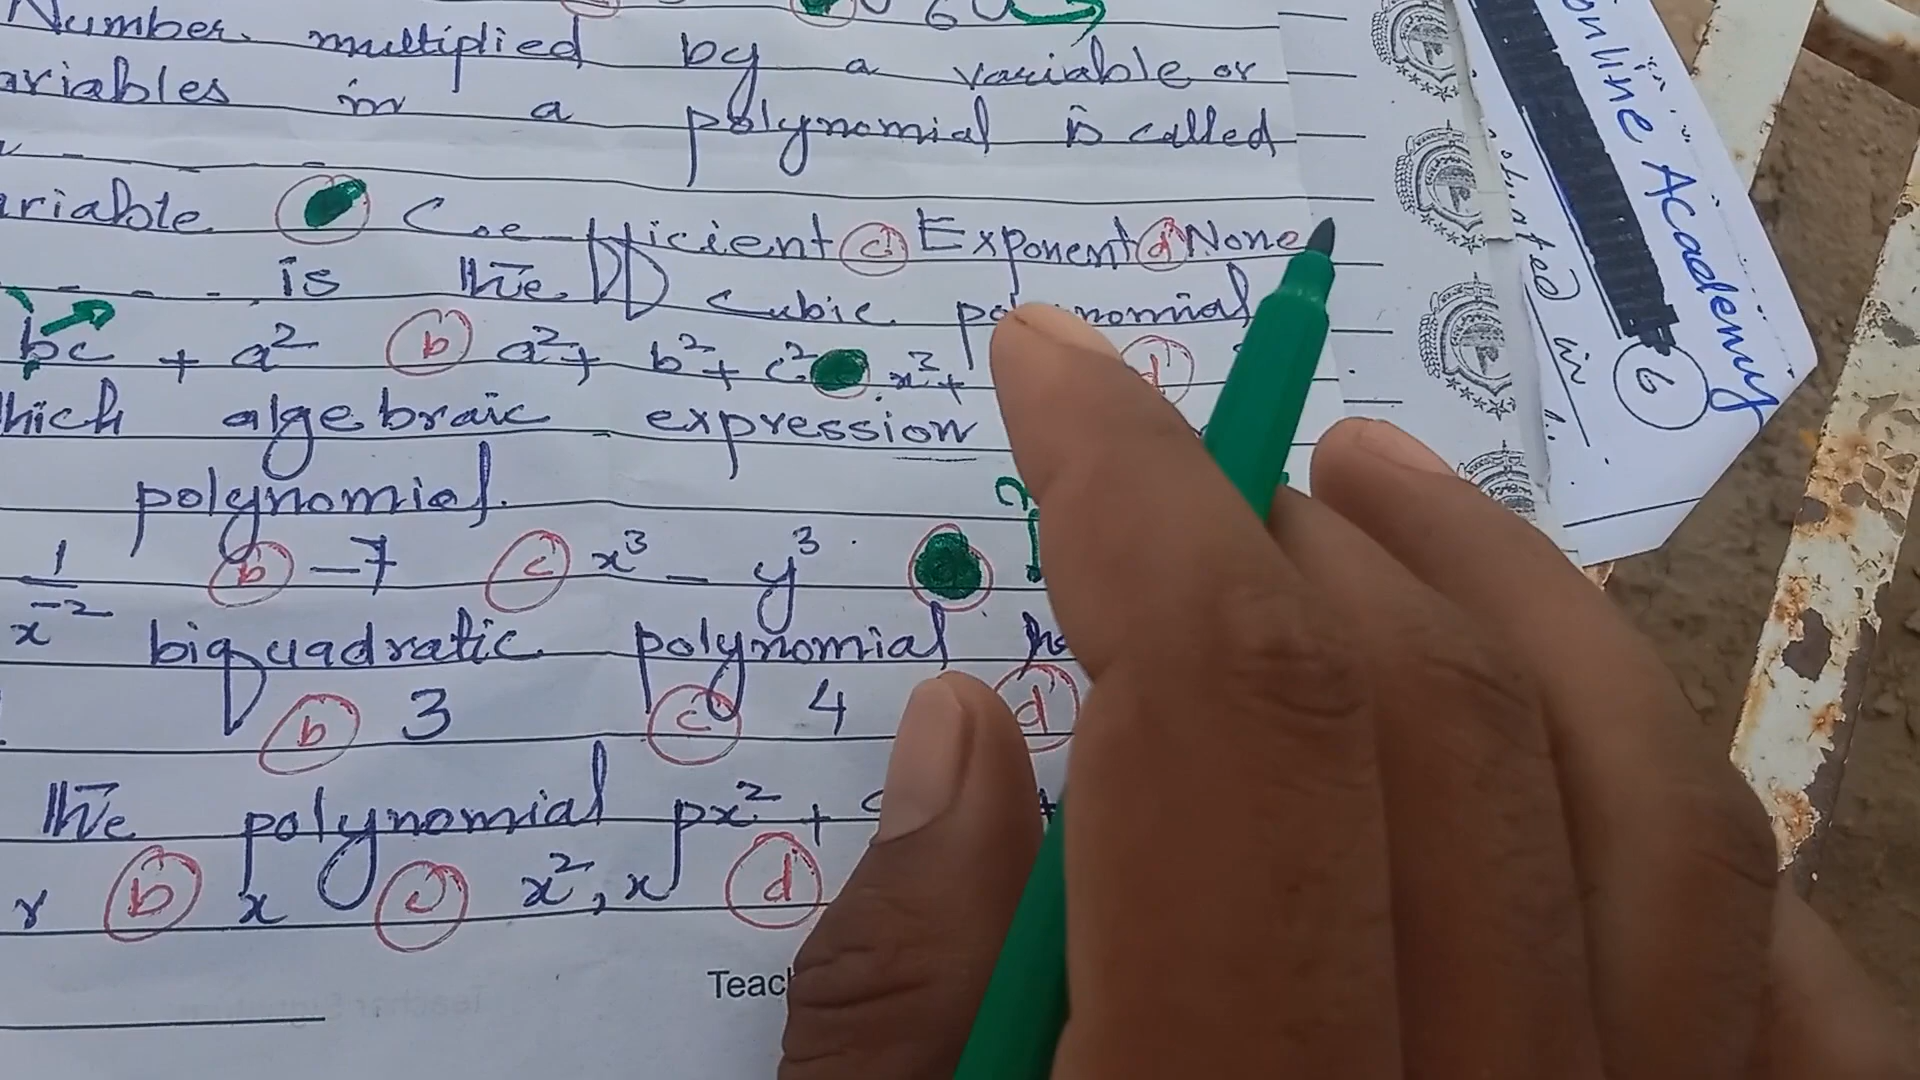 Number multiplied by a variable or
ariables in a polynomial is called
ariable Coefficient c Exponent d None
is the cubic polynomial
bc + a² b a²+ b²+ c² x³+ d
hich algebraic expression
polynomial.
1/x⁻² b -7 c x³ - y³
biquadratic polynomial
b 3 c 4 d
the polynomial px² +
r b x c x², x d
Teac
online Academy
6
in